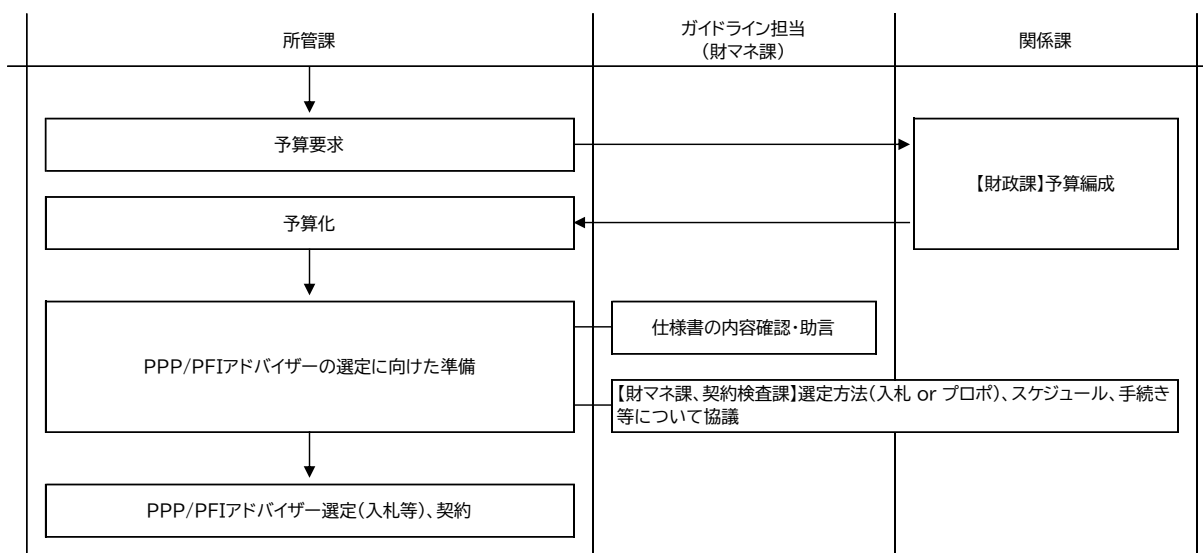 所管課
ガイドライン担当
(財マネ課)
関係課
予算要求
【財政課】予算編成
予算化
PPP/PFIアドバイザーの選定に向けた準備
仕様書の内容確認・助言
【財マネ課、契約検査課】選定方法(入札 or プロポ)、スケジュール、手続き
等について協議
PPP/PFIアドバイザー選定(入札等)、契約